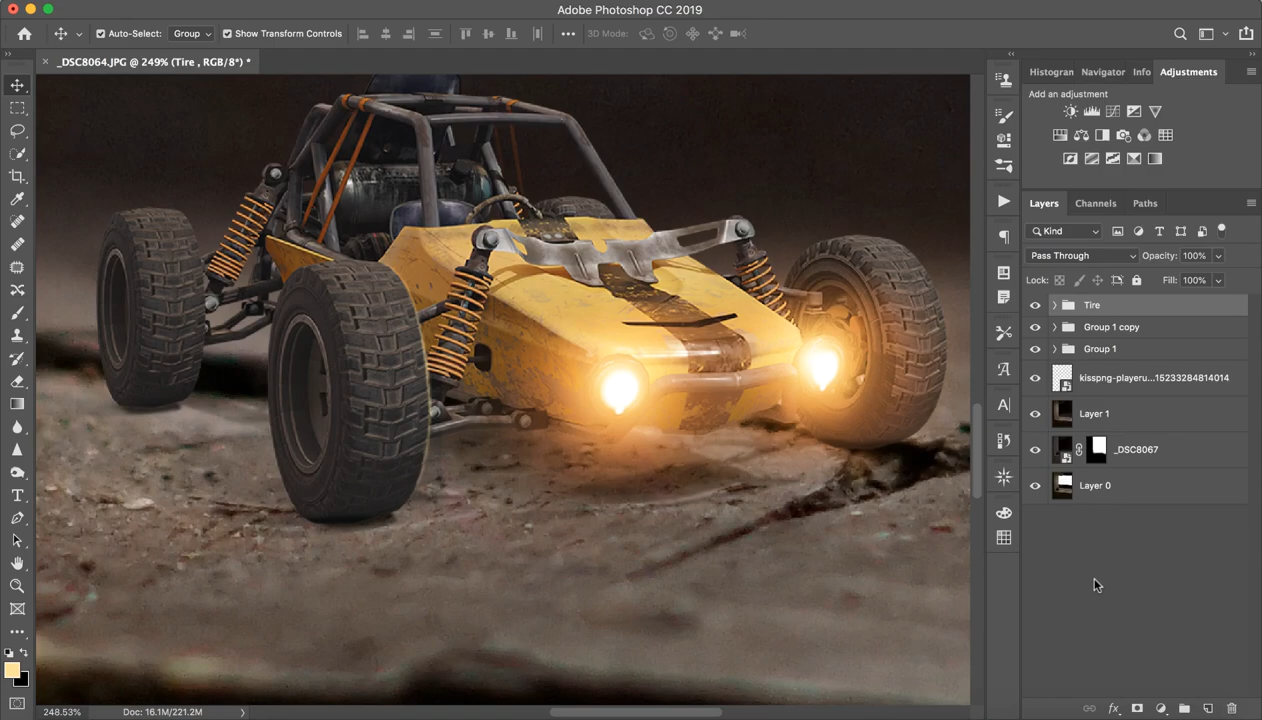 Adobe Photoshop CC 2019
Auto-Select: Group Show Transform Controls 3D Mode:
_DSC8064.JPG @ 249% (Tire , RGB/8*) *
Histogran Navigator Info Adjustments
Add an adjustment
Layers Channels Paths
Kind
Pass Through Opacity: 100%
Lock: Fill: 100%
Tire
Group 1 copy
Group 1
kisspng-playeru...15233284814014
Layer 1
_DSC8067
Layer 0
248.53% Doc: 16.1M/221.2M